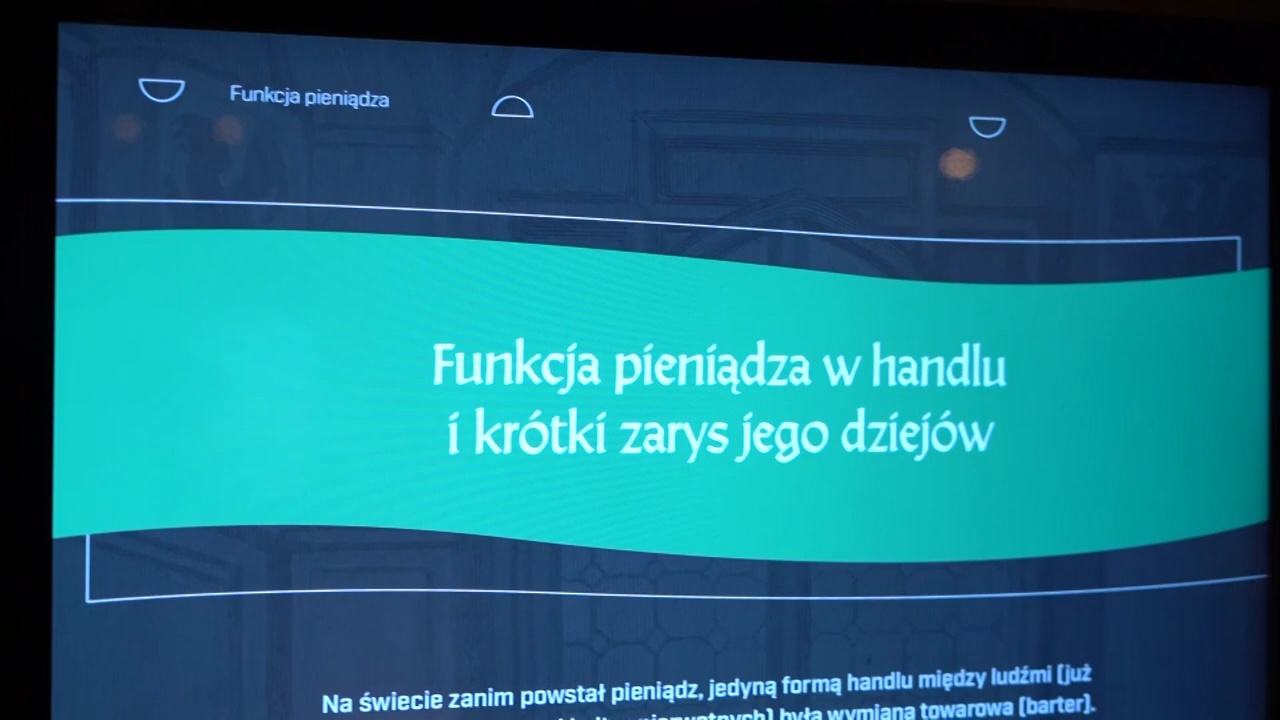 Funkcja pieniądza
Funkcja pieniądza w handlu
i krótki zarys jego dziejów
Na świecie zanim powstał pieniądz, jedyną formą handlu między ludźmi (już
pierwotnych) była wymiana towarowa (barter).